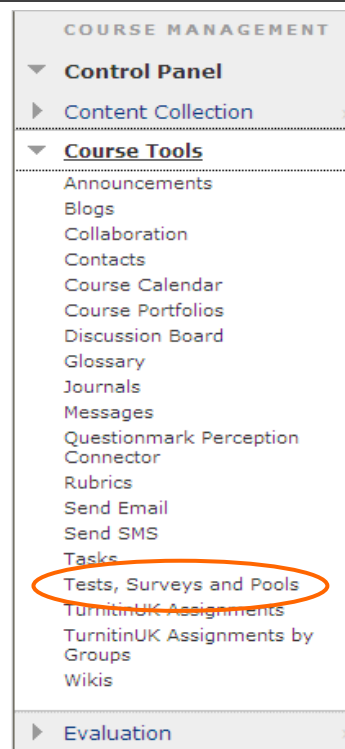 COURSE MANAGEMENT
Control Panel
Content Collection
Course Tools
Announcements
Blogs
Collaboration
Contacts
Course Calendar
Course Portfolios
Discussion Board
Glossary
Journals
Messages
Questionmark Perception
Connector
Rubrics
Send Email
Send SMS
Tasks
Tests, Surveys and Pools
TurnitinUK Assignments
TurnitinUK Assignments by
Groups
Wikis
Evaluation